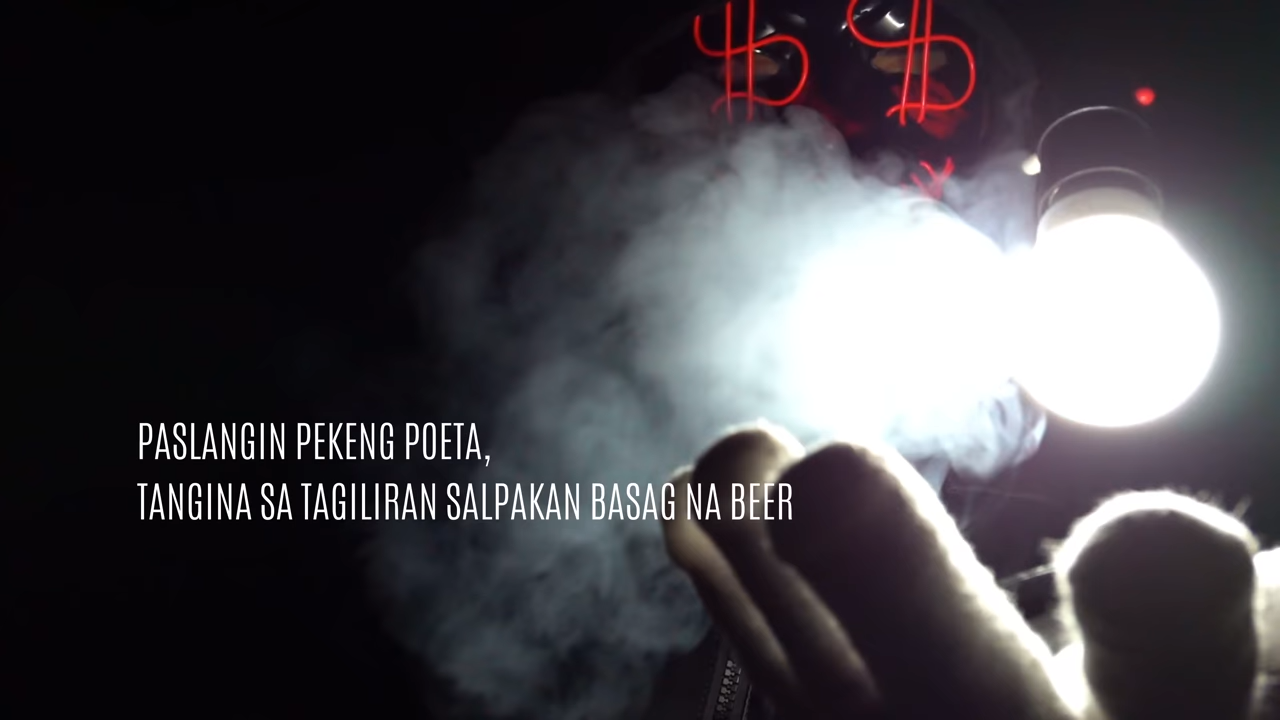 $ $
PASLANGIN PEKENG POETA,
TANGINA SA TAGILIRAN SALPAKAN BASAG NA BEER